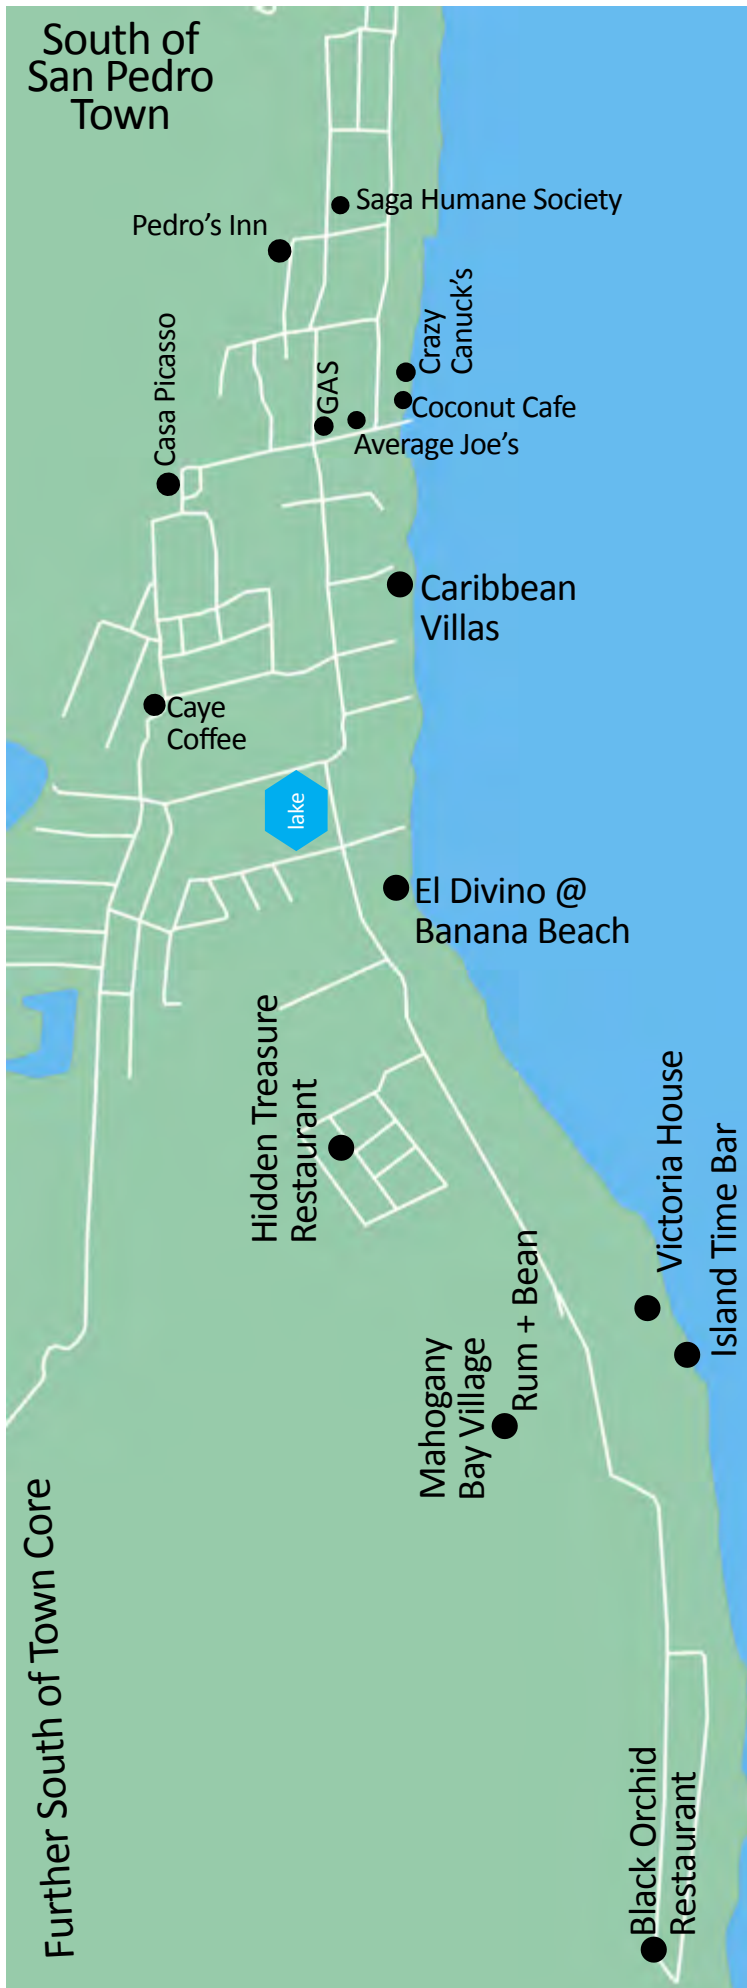 South of
San Pedro
Town
Saga Humane Society
Pedro's Inn
Crazy
Canuck's
Casa Picasso
GAS
Coconut Cafe
Average Joe's
Caribbean
Villas
Caye
Coffee
lake
El Divino @
Banana Beach
Hidden Treasure
Restaurant
Victoria House
Island Time Bar
Rum + Bean
Mahogany
Bay Village
Further South of Town Core
Black Orchid
Restaurant